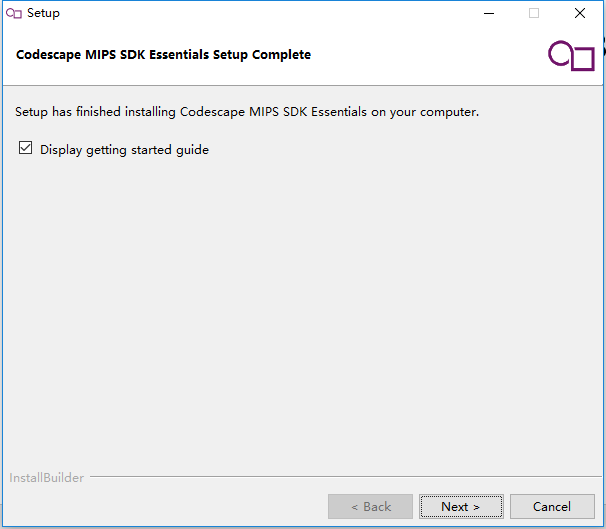 Setup
Codescape MIPS SDK Essentials Setup Complete
Setup has finished installing Codescape MIPS SDK Essentials on your computer.
Display getting started guide
InstallBuilder
< Back
Next >
Cancel